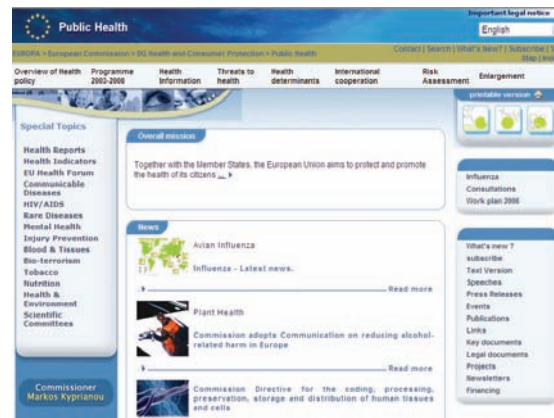 Important legal notice
Public Health
English
EUROPA > European Commission > DG Health and Consumer Protection > Public Health
Contact | Search | What's New? | Subscribe |
Overview of Health policy
Programme 2003-2008
Health Information
Threats to health
Health determinants
International cooperation
Risk Assessment
Enlargement
printable version
Special Topics
Health Reports
Health Indicators
EU Health Forum
Communicable
Diseases
HIV/AIDS
Rare Diseases
Mental Health
Injury Prevention
Blood & Tissues
Bio-terrorism
Tobacco
Nutrition
Health &
Environment
Scientific
Committees
Commissioner
Markos Kyprianou
Overall mission
Together with the Member States, the European Union aims to protect and promote
the health of its citizens ...
News
Avian Influenza
Influenza - Latest news.
Read more
Plant Health
Commission adopts Communication on reducing alcohol-
related harm in Europe
Read more
Commission Directive for the coding, processing,
preservation, storage and distribution of human tissues
and cells
Influenza
Consultations
Work plan 2006
What's new ?
subscribe
Text Version
Speeches
Press Releases
Events
Publications
Links
Key documents
Legal documents
Projects
Newsletters
Financing